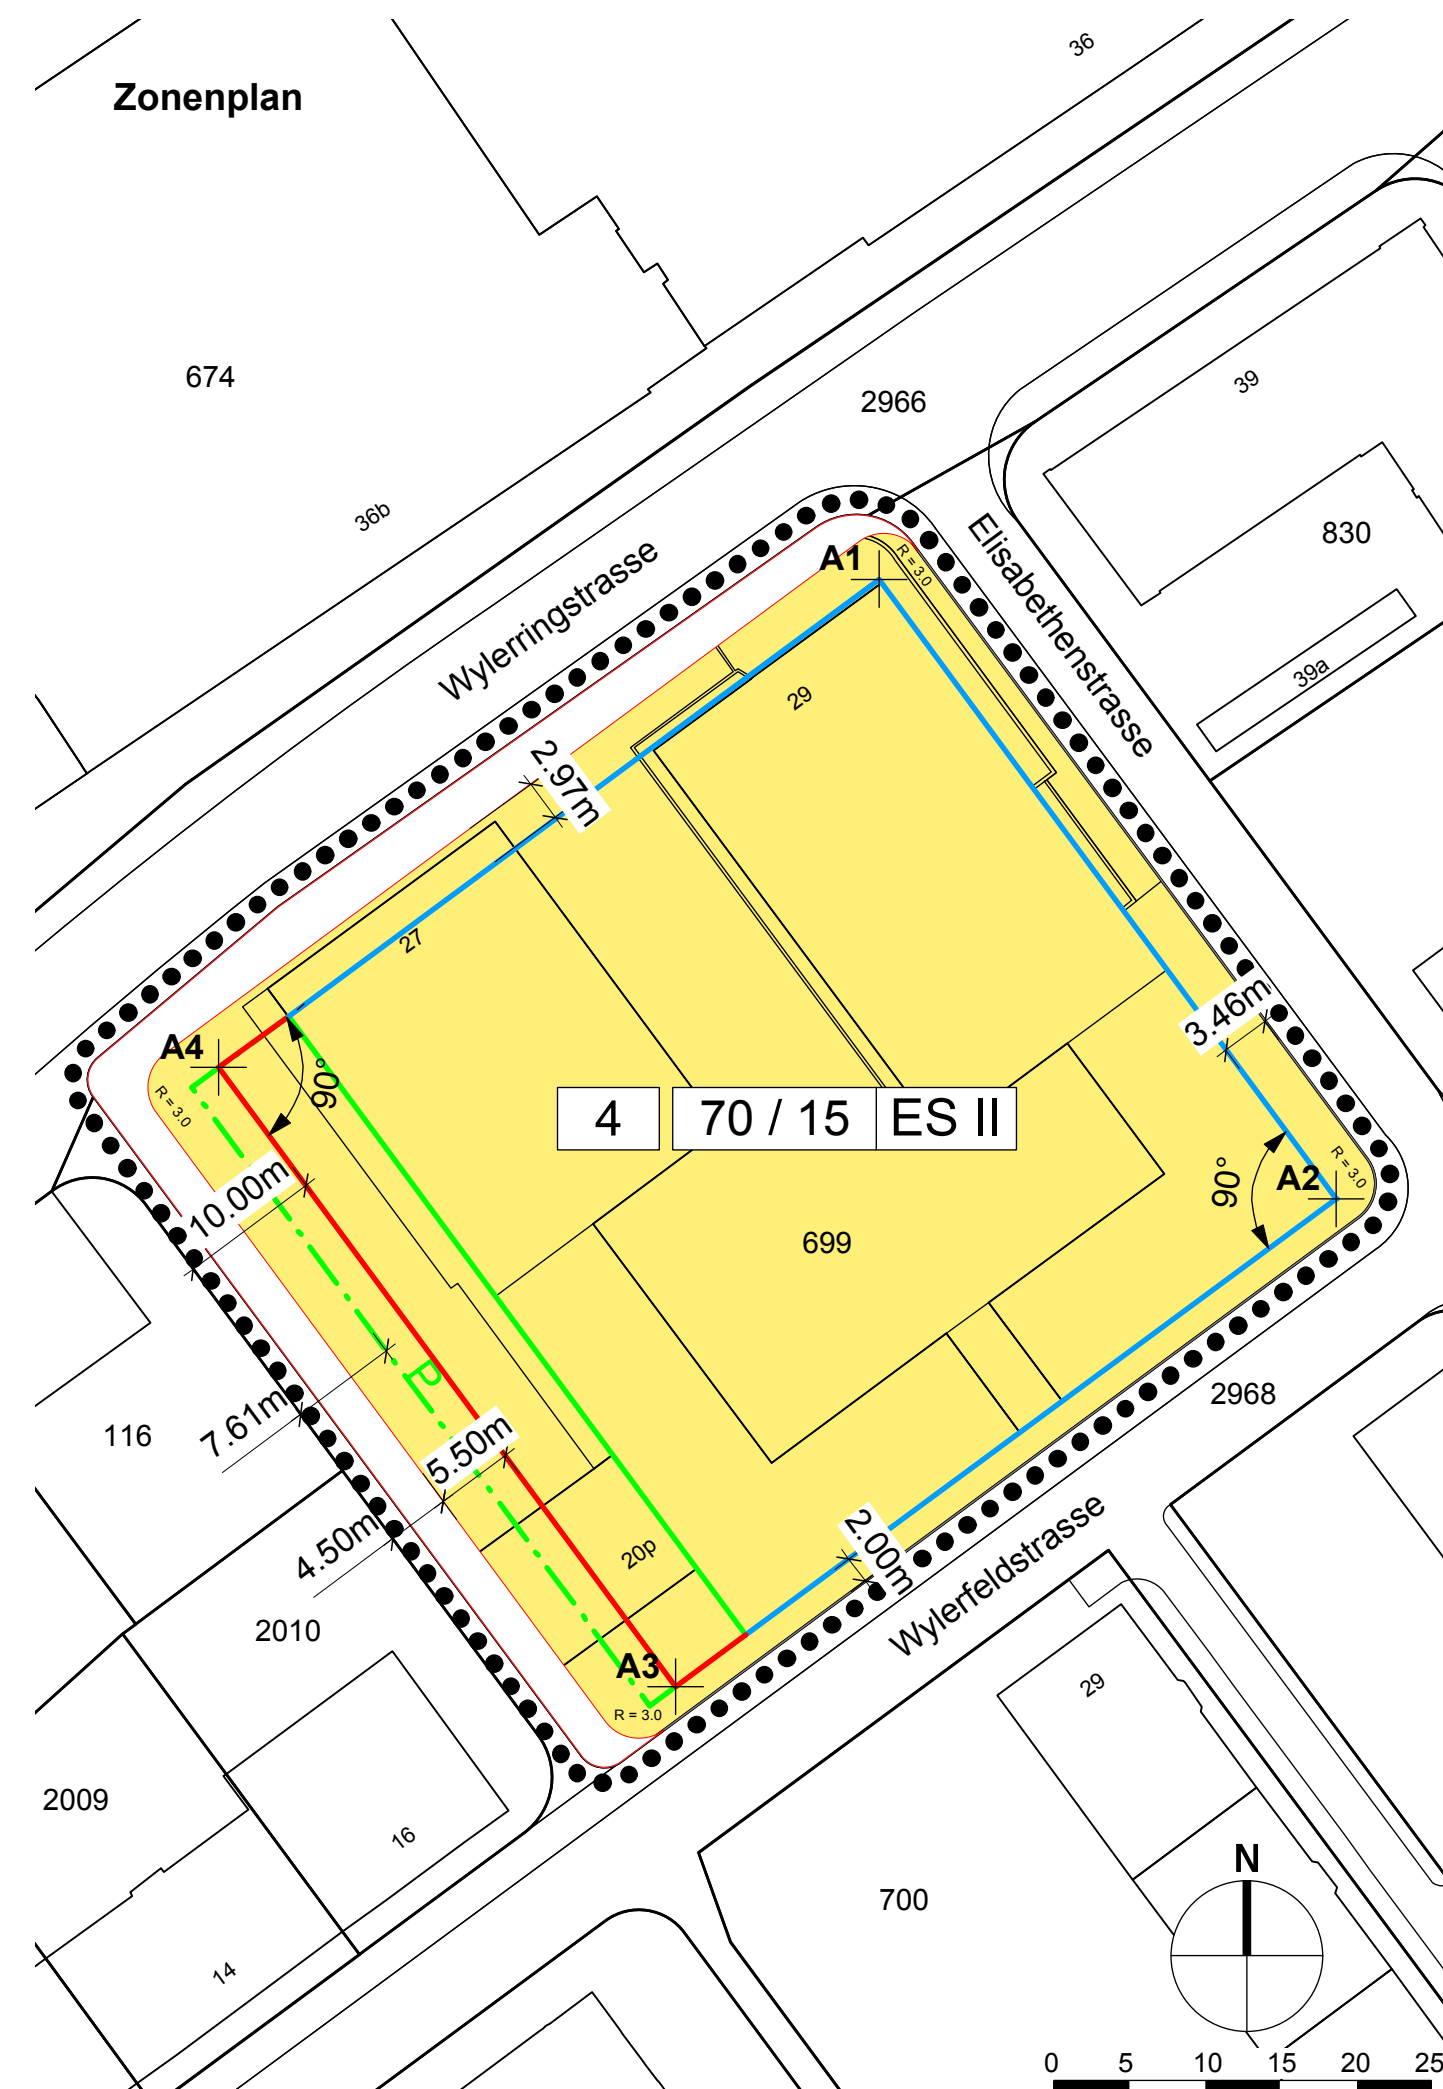 Zonenplan
36
674
2966
39
36b
830
Elisabethenstrasse
Wylerringstrasse
A1
R = 3.0
39a
29
2.97m
27
3.46m
A4
90°
R = 3.0
4 70 / 15 ES II
90°
A2
R = 3.0
10.00m
699
P
7.61m
116
2968
5.50m
4.50m
2.00m
20p
Wylerfeldstrasse
2010
A3
R = 3.0
29
2009
16
N
700
14
0 5 10 15 20 25